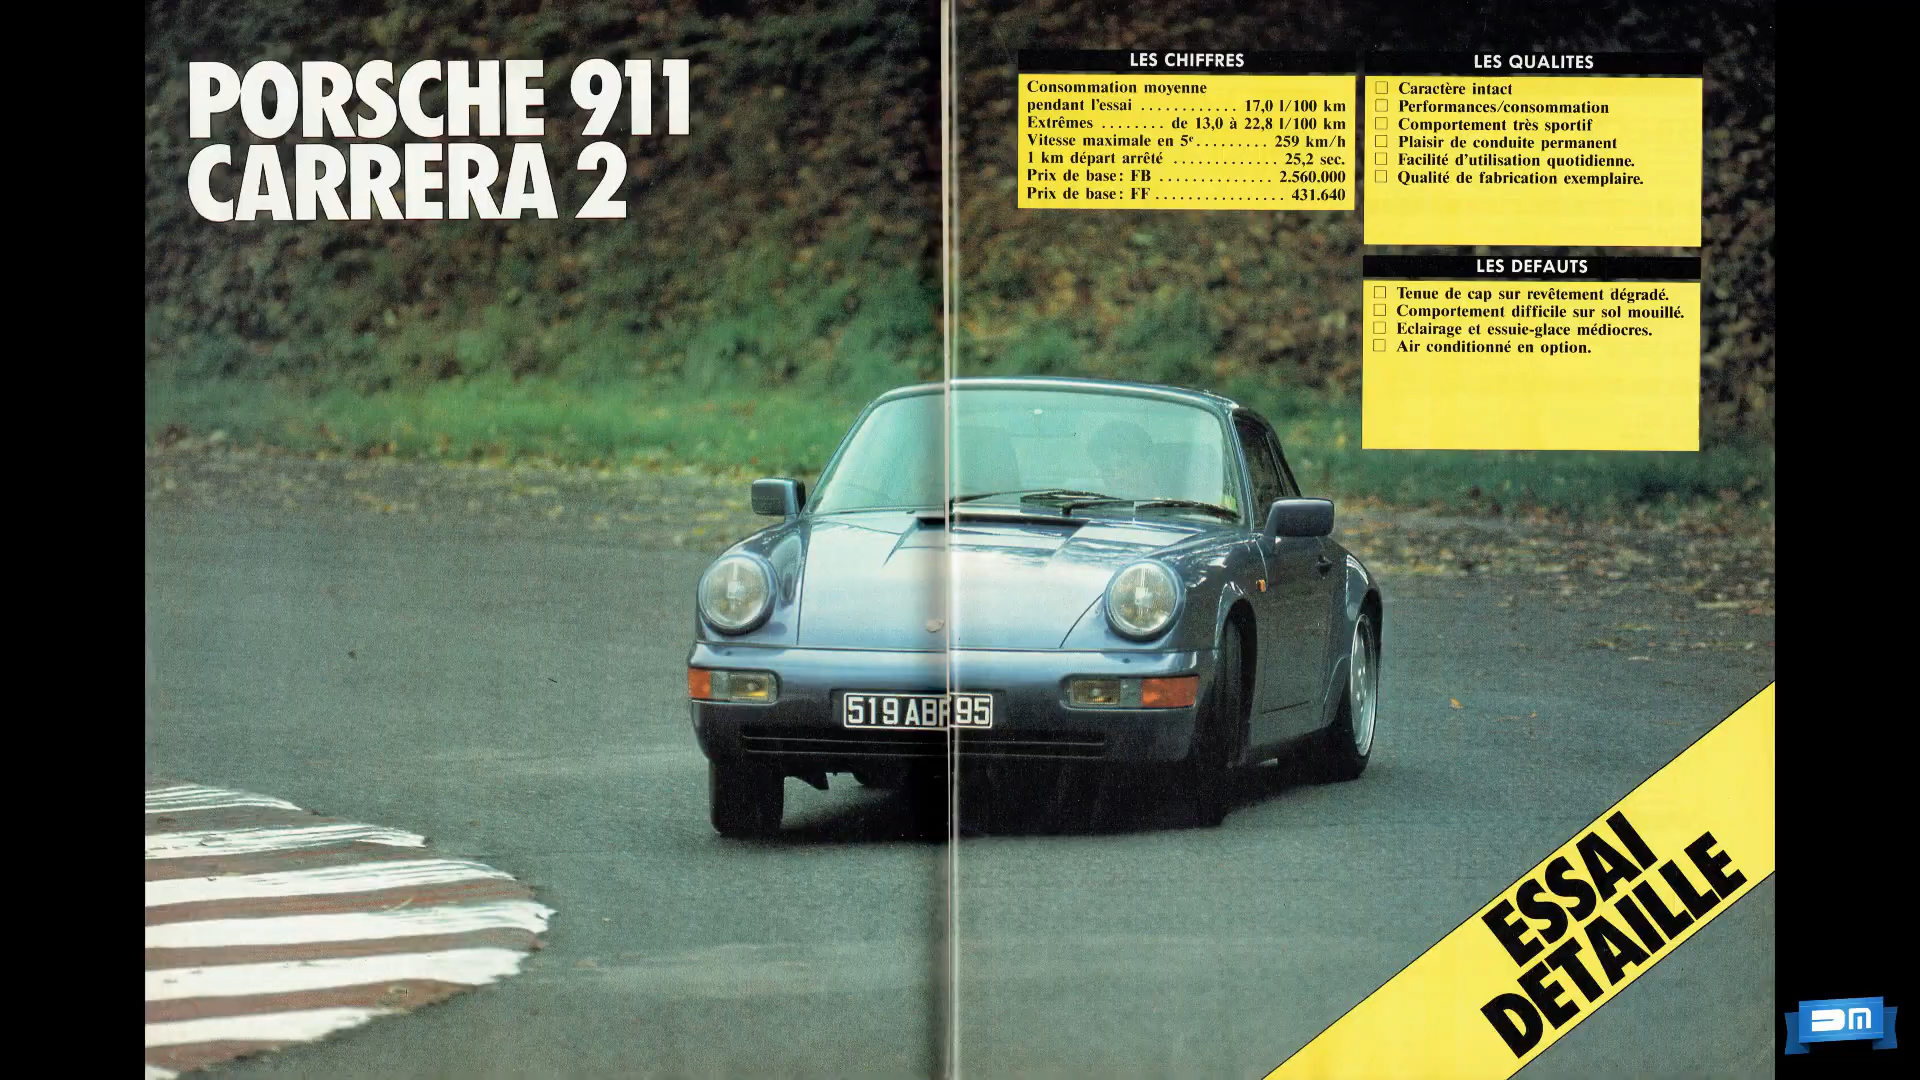 PORSCHE 911
CARRERA 2
LES CHIFFRES
Consommation moyenne
pendant l'essai ............ 17,0 l/100 km
Extrêmes ........ de 13,0 à 22,8 l/100 km
Vitesse maximale en 5e ......... 259 km/h
1 km départ arrêté ............. 25,2 sec.
Prix de base: FB .............. 2.560.000
Prix de base: FF ................ 431.640
LES QUALITES
□ Caractère intact
□ Performances/consommation
□ Comportement très sportif
□ Plaisir de conduite permanent
□ Facilité d'utilisation quotidienne.
□ Qualité de fabrication exemplaire.
LES DEFAUTS
□ Tenue de cap sur revêtement dégradé.
□ Comportement difficile sur sol mouillé.
□ Eclairage et essuie-glace médiocres.
□ Air conditionné en option.
519 95
ESSAI
DETAILLE